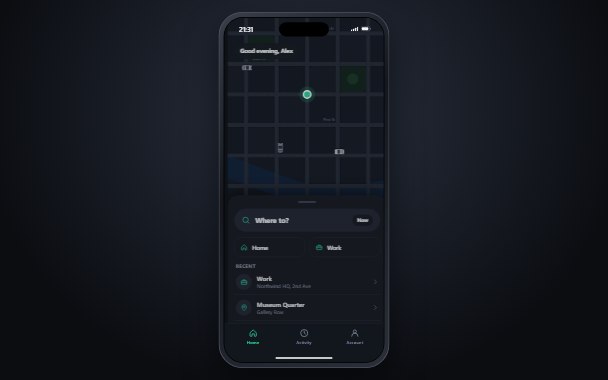 21:31
Good evening, Alex
Where to?
Now
Home
Work
RECENT
Work
Northwind HQ, 2nd Ave
Museum Quarter
Gallery Row
Home
Activity
Account